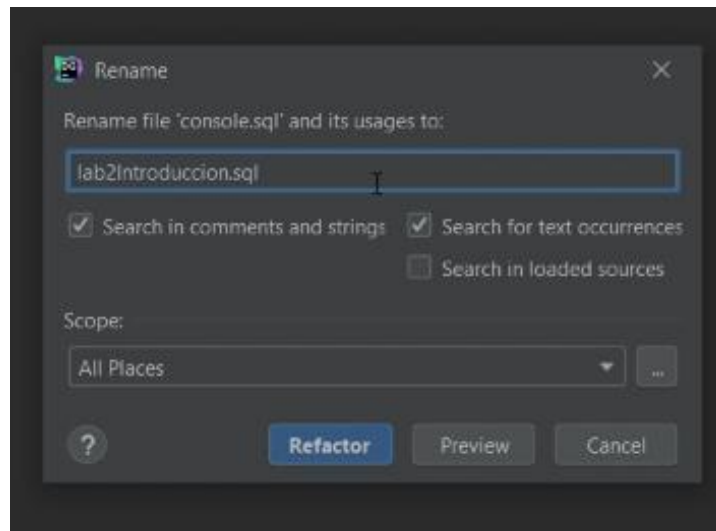 Rename
Rename file 'console.sql' and its usages to:
lab2Introduccion.sql
Search in comments and strings Search for text occurrences
Search in loaded sources
Scope:
All Places ...
? Refactor Preview Cancel